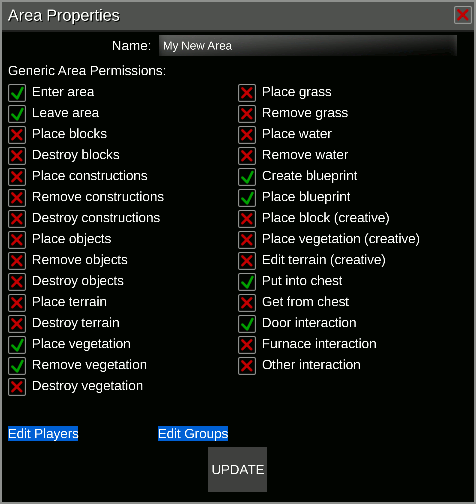 Area Properties
Name: My New Area
Generic Area Permissions:
Enter area
Leave area
Place blocks
Destroy blocks
Place constructions
Remove constructions
Destroy constructions
Place objects
Remove objects
Destroy objects
Place terrain
Destroy terrain
Place vegetation
Remove vegetation
Destroy vegetation
Place grass
Remove grass
Place water
Remove water
Create blueprint
Place blueprint
Place block (creative)
Place vegetation (creative)
Edit terrain (creative)
Put into chest
Get from chest
Door interaction
Furnace interaction
Other interaction
Edit Players
Edit Groups
UPDATE